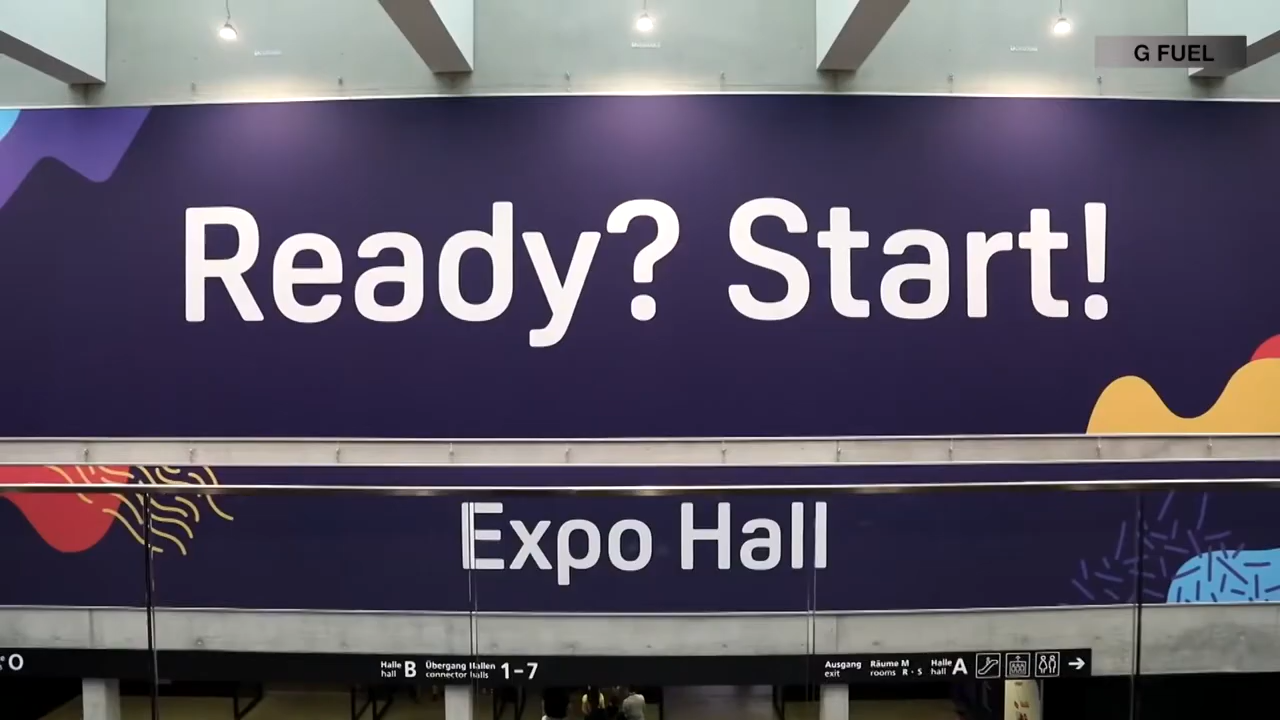 G FUEL
Ready? Start!
Expo Hall
O
Halle B Übergang Hallen 1–7
hall connector halls
Ausgang Räume M Halle A
exit rooms R · S hall